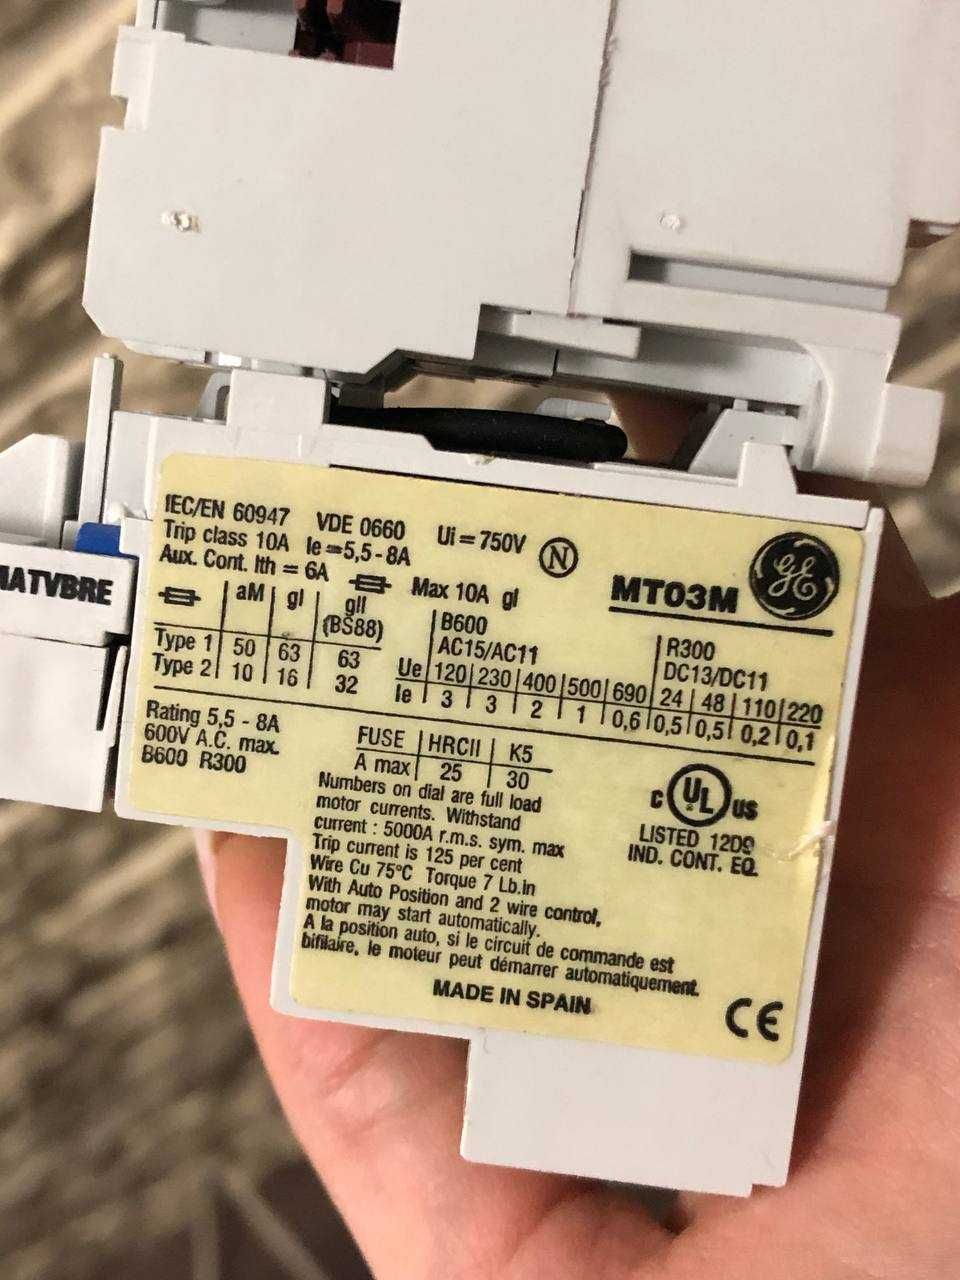 IEC/EN 60947 VDE 0660 Ui=750V N
Trip class 10A Ie=5,5-8A
Aux. Cont. Ith = 6A Max 10A gl
MT03M GE
aM gl gII (BS88)
Type 1 50 63 63
Type 2 10 16 32
B600 AC15/AC11 R300 DC13/DC11
Ue 120 230 400 500 690 24 48 110 220
Ie 3 3 2 1 0,6 0,5 0,5 0,2 0,1
Rating 5,5 - 8A
600V A.C. max.
B600 R300
FUSE HRCII K5
A max 25 30
Numbers on dial are full load
motor currents. Withstand
current : 5000A r.m.s. sym. max
Trip current is 125 per cent
Wire Cu 75°C Torque 7 Lb.in
With Auto Position and 2 wire control,
motor may start automatically.
A la position auto, si le circuit de commande est
bifilaire, le moteur peut démarrer automatiquement.
C UL US
LISTED 12D9
IND. CONT. EQ.
MADE IN SPAIN
CE
MATVBRE